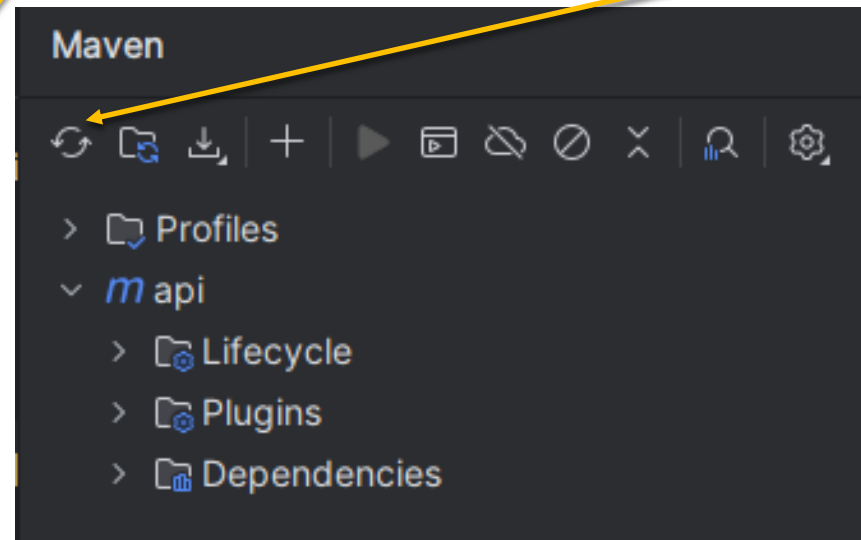 Maven
Profiles
m api
Lifecycle
Plugins
Dependencies